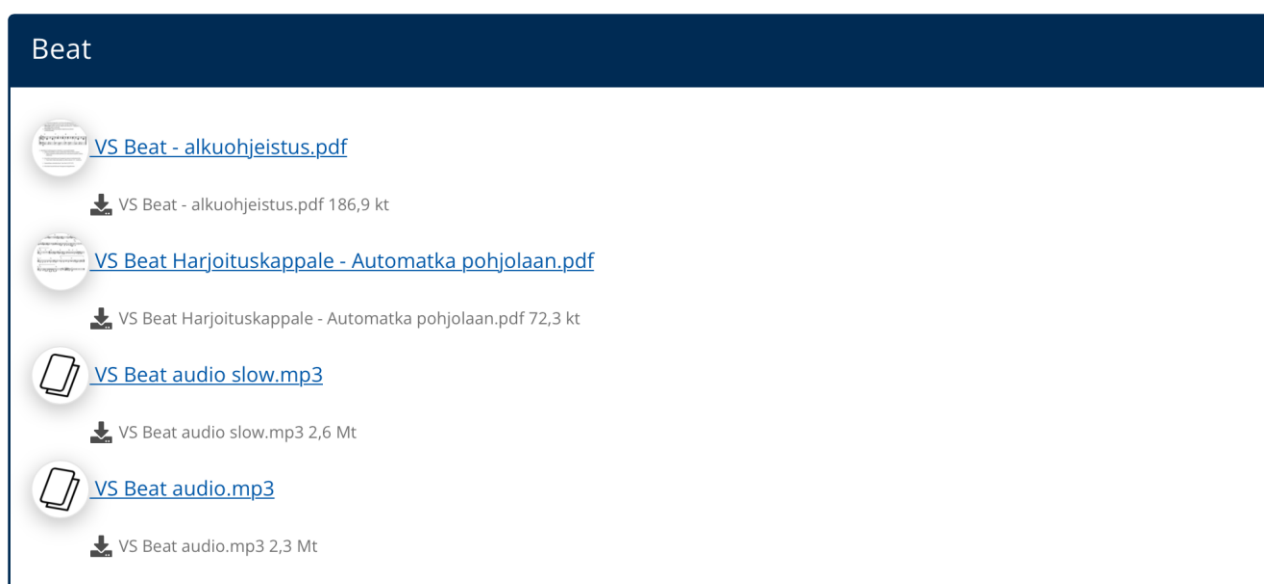 Beat
VS Beat - alkuohjeistus.pdf
VS Beat - alkuohjeistus.pdf 186,9 kt
VS Beat Harjoituskappale - Automatka pohjolaan.pdf
VS Beat Harjoituskappale - Automatka pohjolaan.pdf 72,3 kt
VS Beat audio slow.mp3
VS Beat audio slow.mp3 2,6 Mt
VS Beat audio.mp3
VS Beat audio.mp3 2,3 Mt